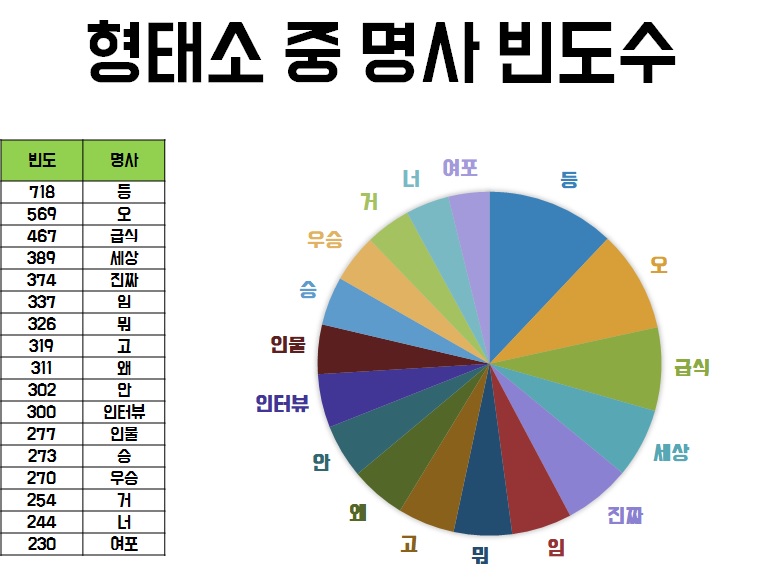 형태소 중 명사 빈도수
빈도 명사
718 등
569 오
467 급식
389 세상
374 진짜
337 임
326 뭐
319 고
311 왜
302 안
300 인터뷰
277 인물
273 승
270 우승
254 거
244 너
230 여포
등
오
급식
세상
진짜
임
뭐
고
왜
안
인터뷰
인물
승
우승
거
너
여포